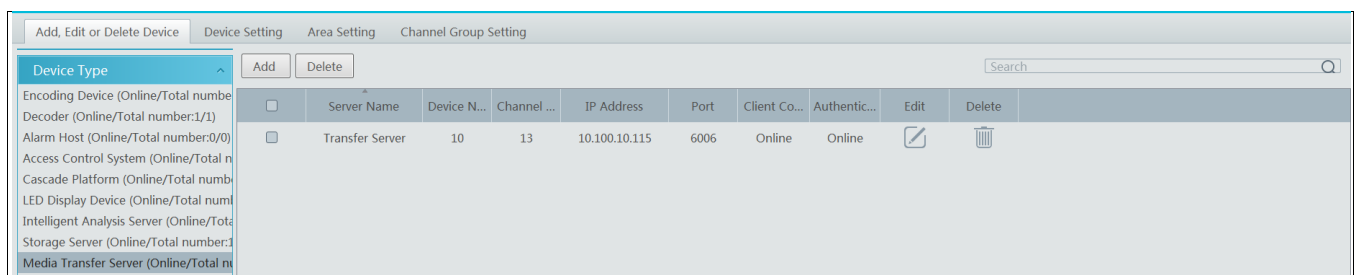 Add, Edit or Delete Device Device Setting Area Setting Channel Group Setting
Device Type
Add Delete Search
Encoding Device (Online/Total numbe
Decoder (Online/Total number:1/1)
Alarm Host (Online/Total number:0/0)
Access Control System (Online/Total n
Cascade Platform (Online/Total numb
LED Display Device (Online/Total num
Intelligent Analysis Server (Online/Tota
Storage Server (Online/Total number:1
Media Transfer Server (Online/Total nu
Server Name Device N... Channel ... IP Address Port Client Co... Authentic... Edit Delete
Transfer Server 10 13 10.100.10.115 6006 Online Online